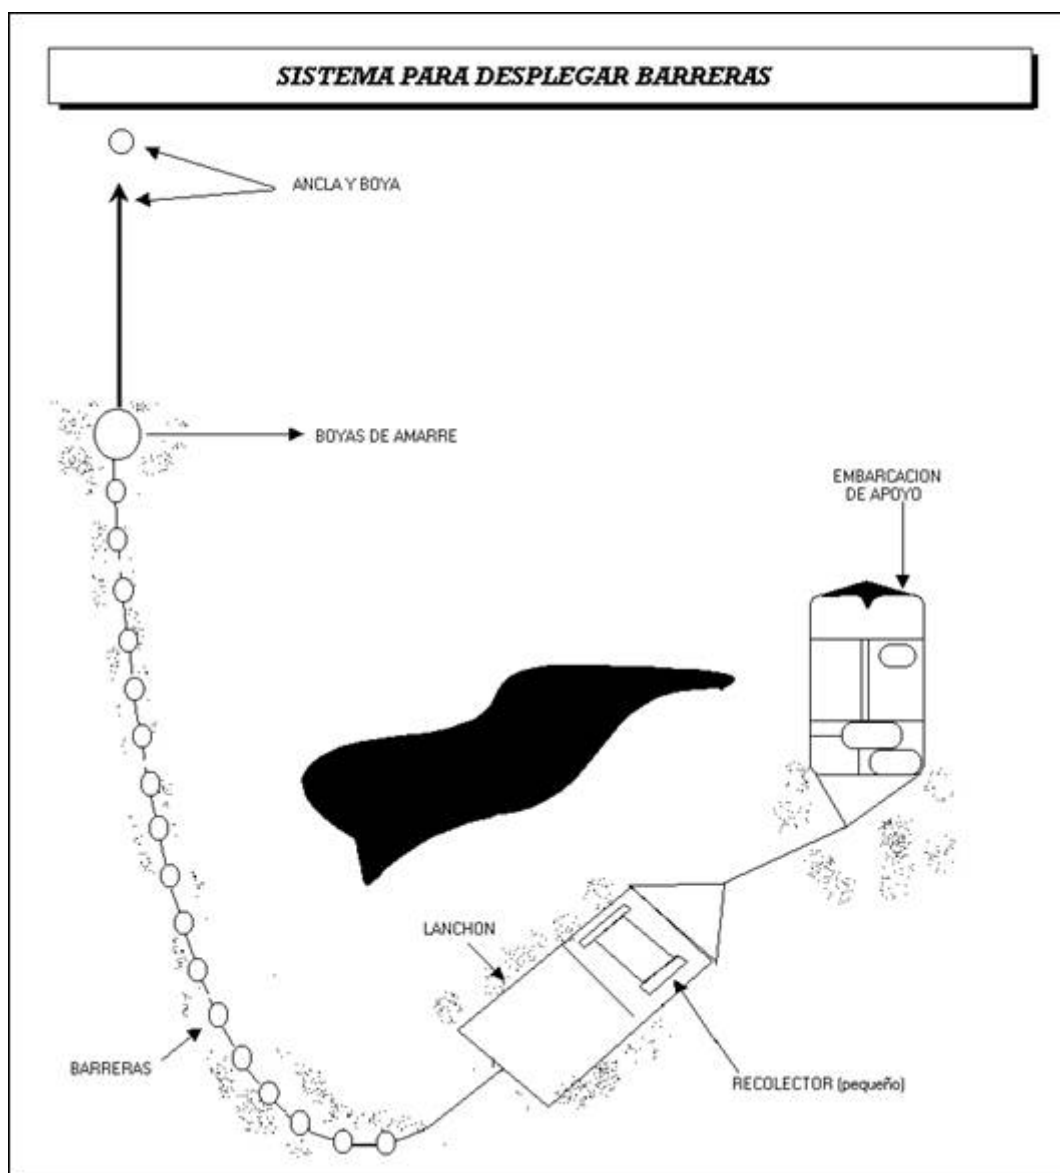 SISTEMA PARA DESPLEGAR BARRERAS
ANCLA Y BOYA
BOYAS DE AMARRE
EMBARCACION
DE APOYO
LANCHON
BARRERAS
RECOLECTOR (pequeño)